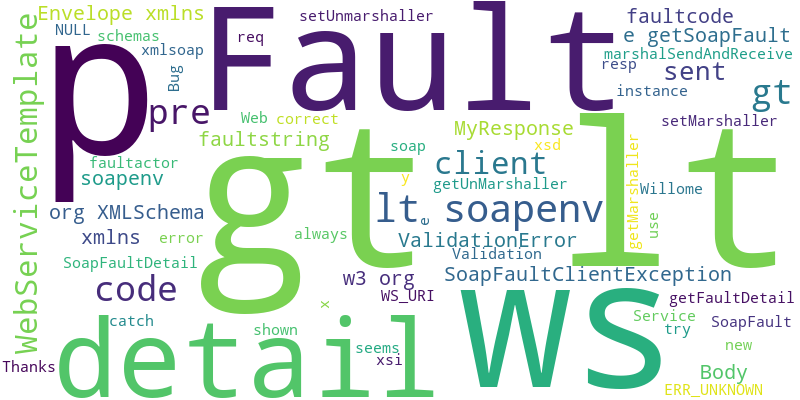 Envelope xmlns
setUnmarshaller
faultcode
NULL
schemas
req
e getSoapFault
xmlsoap
marshalSendAndReceive
p
Fault
resp
sent
Bug
instance
gt
pre
Web
correct
setMarshaller
WebServiceTemplate
faultstring
MyResponse
xsd
faultactor
soap
client
getMarshaller
soapenv
gt
lt
y
getUnMarshaller
Willome
org XMLSchema
lt
e
soapenv
use
xmlns
error
always
ValidationError
Validation
SoapFaultDetail
w3 org
SoapFaultClientException
code
WS_URI
x
ws
getFaultDetail
catch
detail
shown
Service
SoapFault
try
seems
new
Thanks
xsi
Body
ERR_UNKNOWN